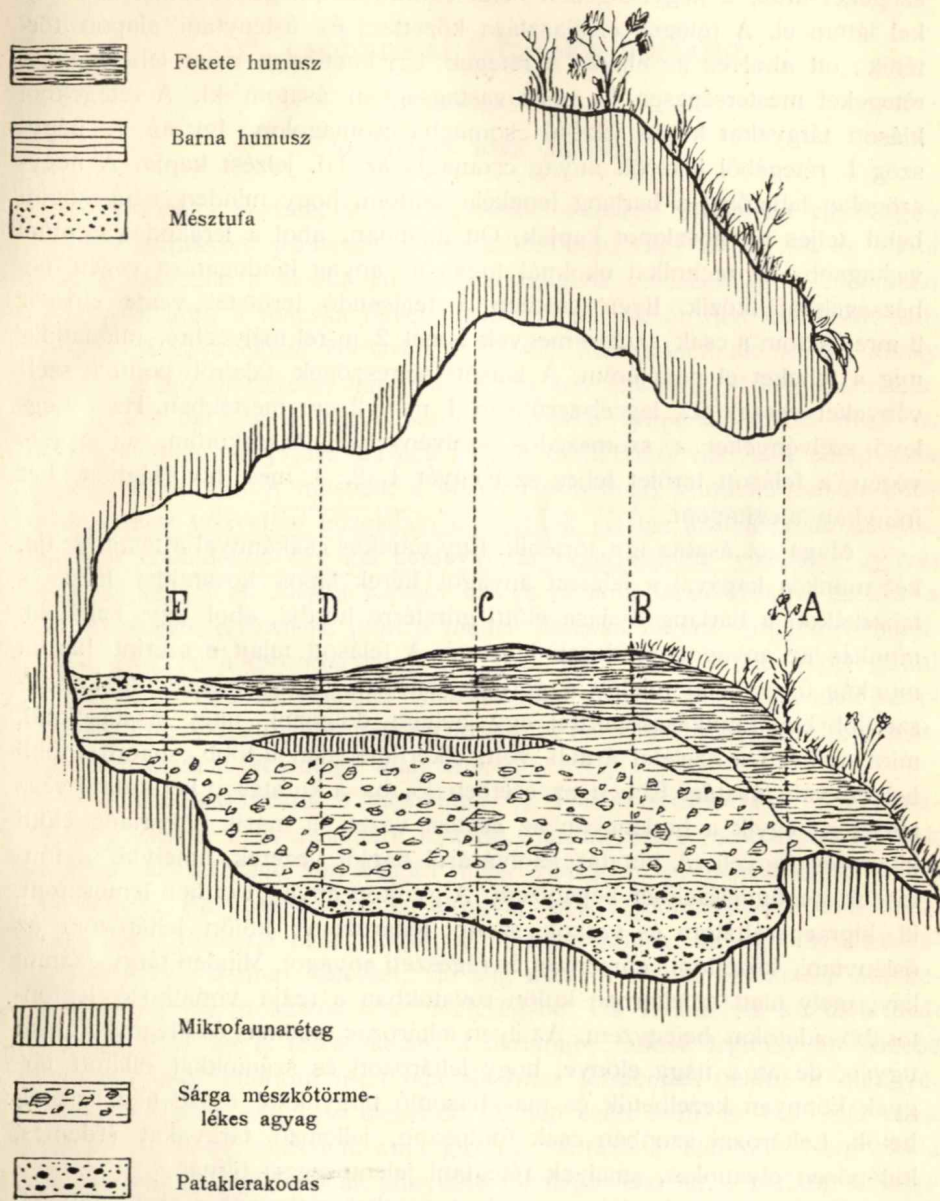 Fekete humusz
Barna humusz
Mésztufa
E D C B A
Mikrofaunaréteg
Sárga mészkőtörme-
lékes agyag
Pataklerakodás